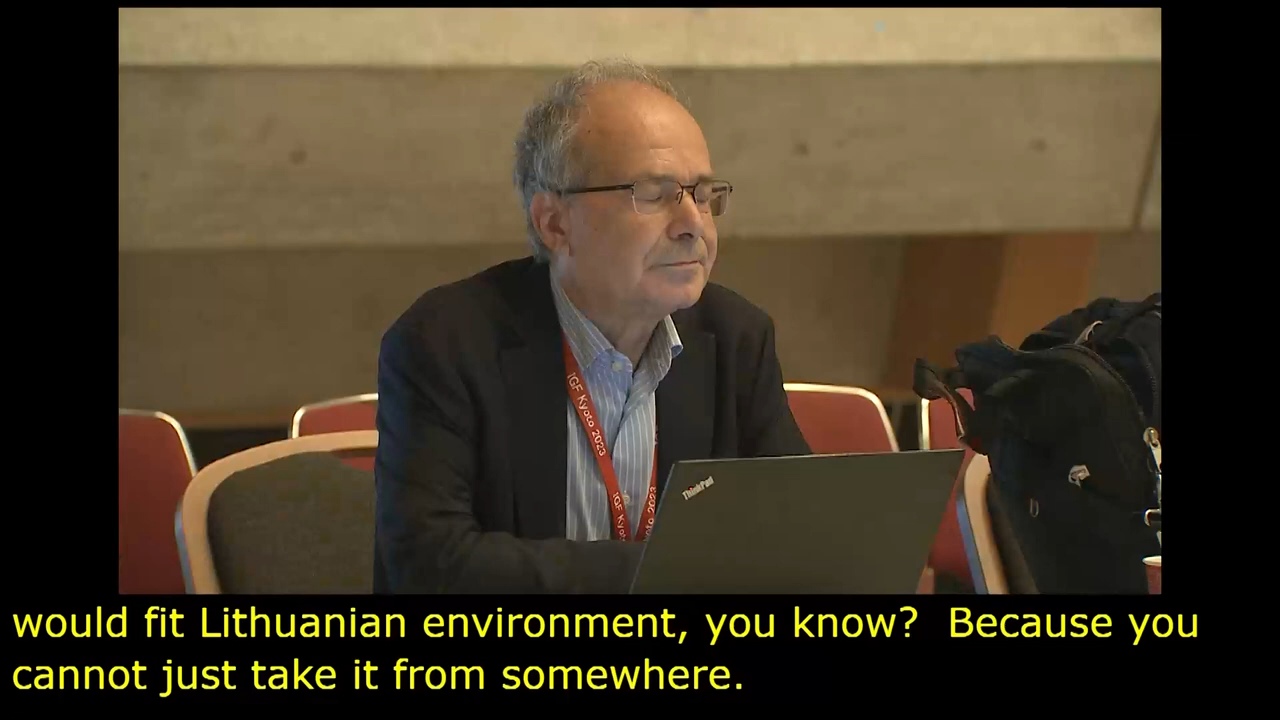 IGF Kyoto 2023
IGF Kyoto 2023
ThinkPad
would fit Lithuanian environment, you know?  Because you
cannot just take it from somewhere.